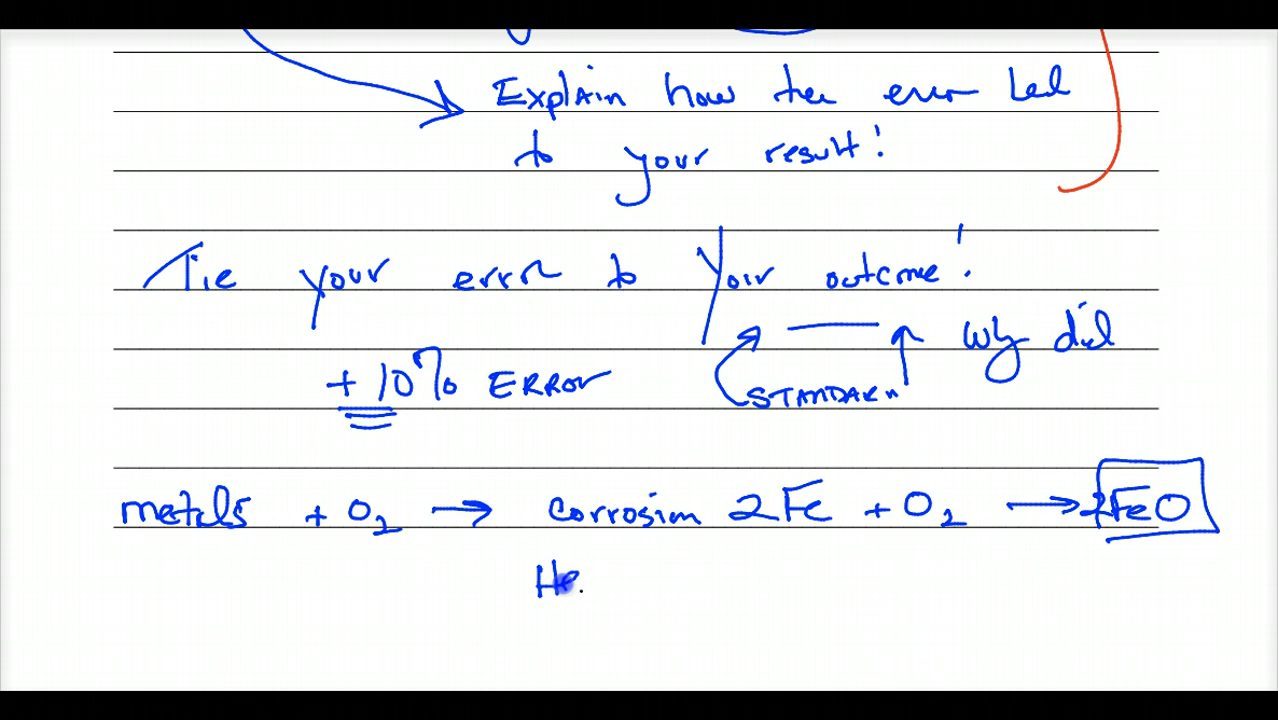 Explain how the error led
to your result!
Tie your error to your outcome!
Why did
+10% ERROR STANDARD
metals + O2 → corrosion 2Fe + O2 → 2FeO
He.